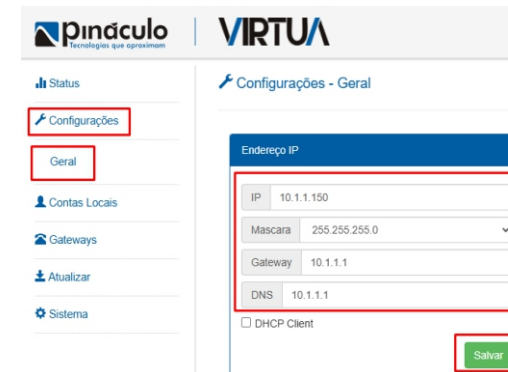 pináculo
Tecnologias que aproximam
VIRTUA
Status
Configurações
Geral
Contas Locais
Gateways
Atualizar
Sistema
Configurações - Geral
Endereço IP
IP 10.1.1.150
Mascara 255.255.255.0
Gateway 10.1.1.1
DNS 10.1.1.1
DHCP Client
Salvar